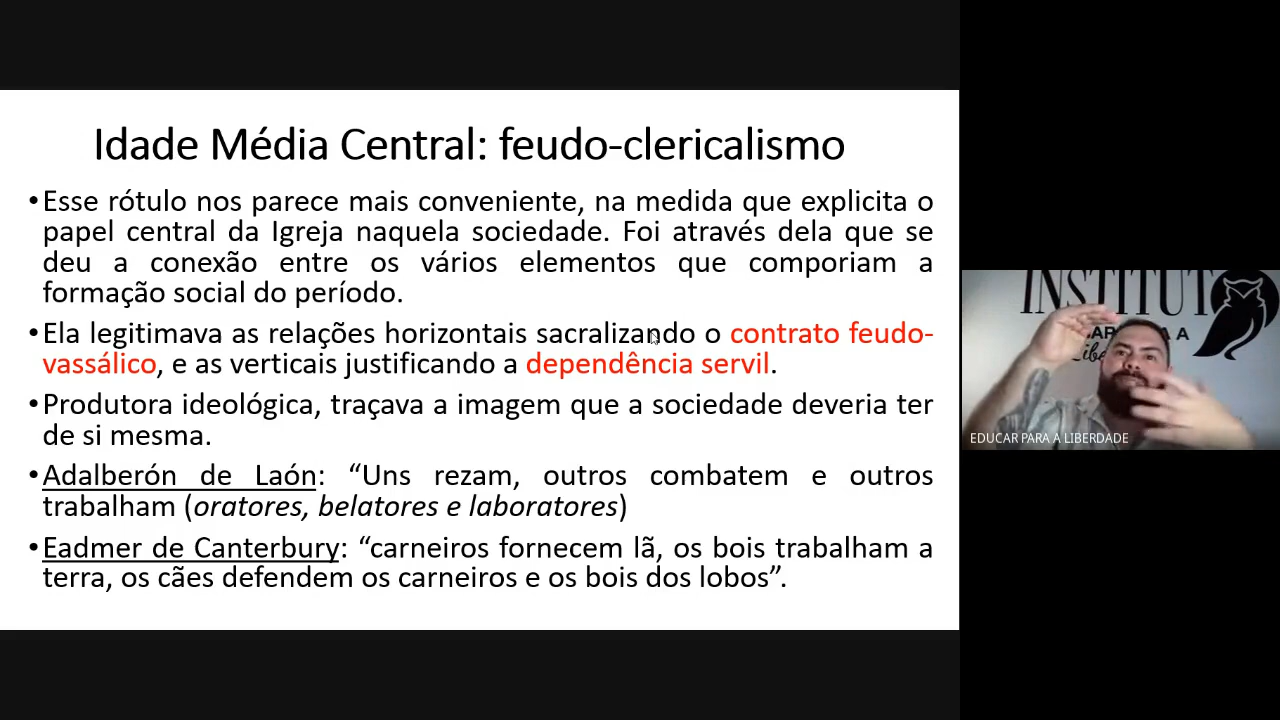 Idade Média Central: feudo-clericalismo
•Esse rótulo nos parece mais conveniente, na medida que explicita o
papel central da Igreja naquela sociedade. Foi através dela que se
deu a conexão entre os vários elementos que comporiam a
formação social do período.
•Ela legitimava as relações horizontais sacralizando o contrato feudo-
vassálico, e as verticais justificando a dependência servil.
•Produtora ideológica, traçava a imagem que a sociedade deveria ter
de si mesma.
•Adalberón de Laón: “Uns rezam, outros combatem e outros
trabalham (oratores, belatores e laboratores)
•Eadmer de Canterbury: “carneiros fornecem lã, os bois trabalham a
terra, os cães defendem os carneiros e os bois dos lobos”.
INSTITUT
A A
EDUCAR PARA A LIBERDADE